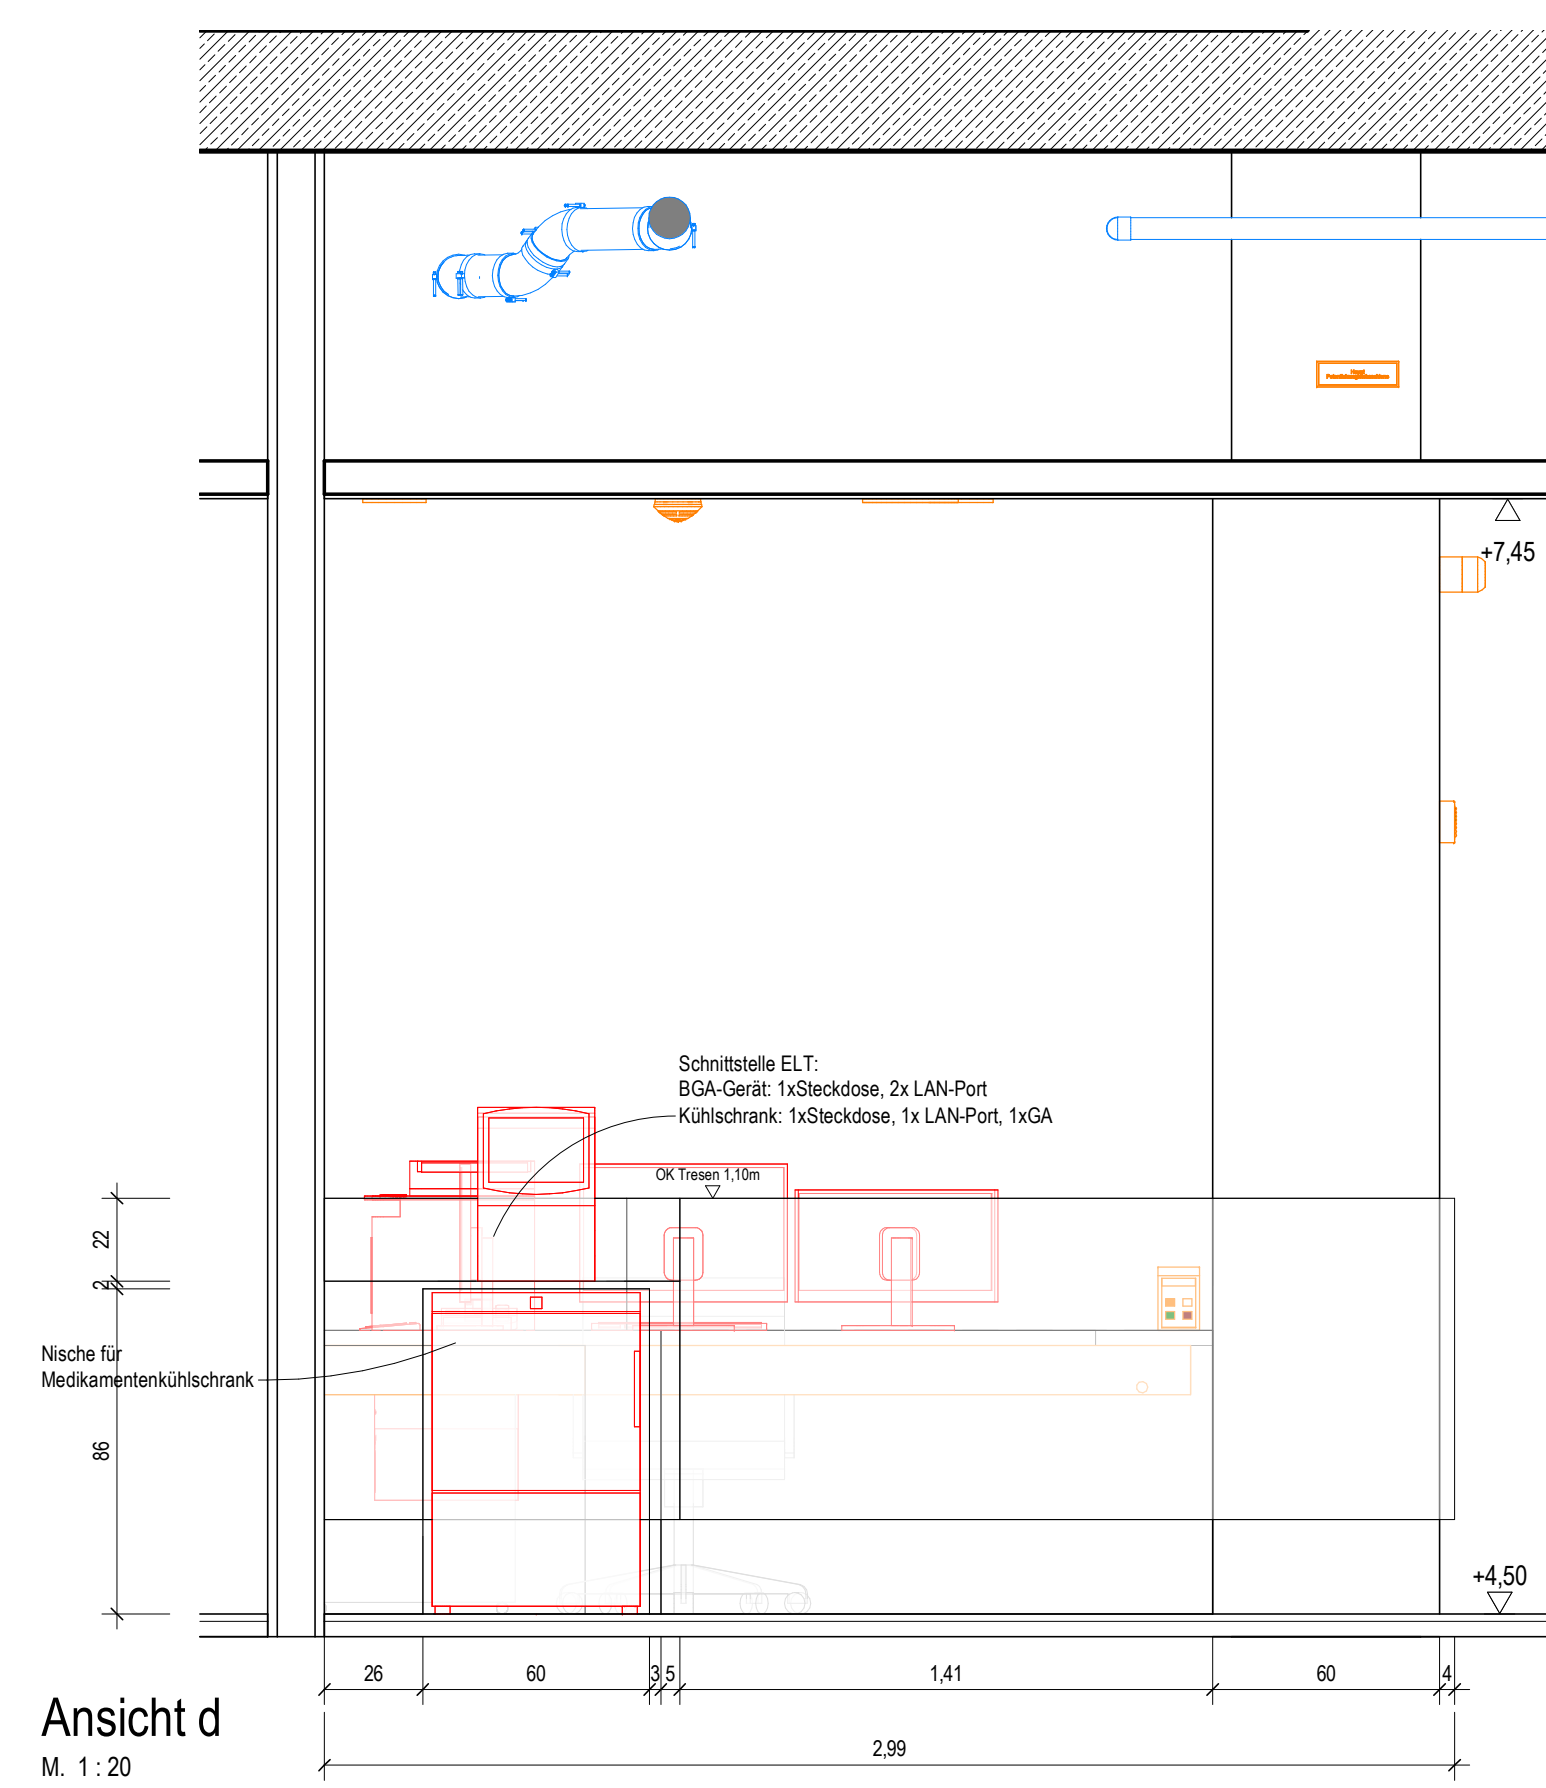 +7,45
Schnittstelle ELT:
BGA-Gerät: 1xSteckdose, 2x LAN-Port
Kühlschrank: 1xSteckdose, 1x LAN-Port, 1xGA
OK Tresen 1,10m
22
2
Nische für
Medikamentenkühlschrank
86
+4,50
26
60
3
5
1,41
60
4
2,99
Ansicht d
M. 1 : 20